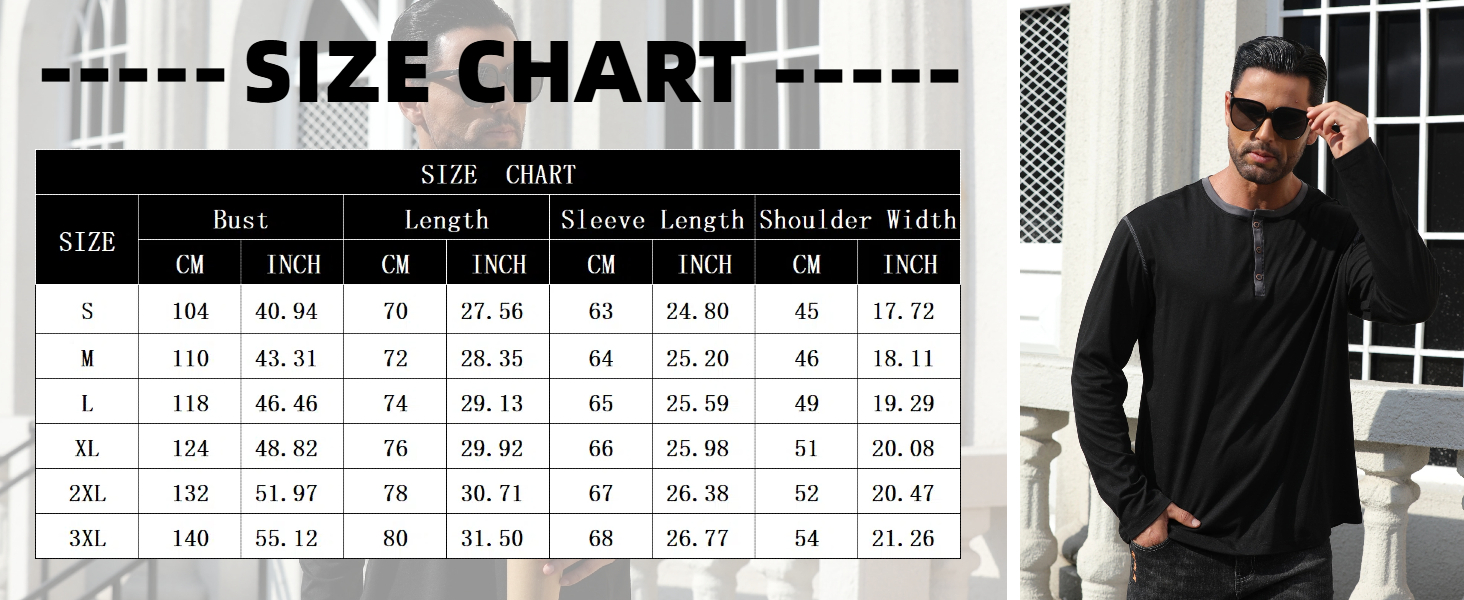 ----- SIZE CHART -----
SIZE CHART
SIZE Bust Length Sleeve Length Shoulder Width
CM INCH CM INCH CM INCH CM INCH
S 104 40.94 70 27.56 63 24.80 45 17.72
M 110 43.31 72 28.35 64 25.20 46 18.11
L 118 46.46 74 29.13 65 25.59 49 19.29
XL 124 48.82 76 29.92 66 25.98 51 20.08
2XL 132 51.97 78 30.71 67 26.38 52 20.47
3XL 140 55.12 80 31.50 68 26.77 54 21.26